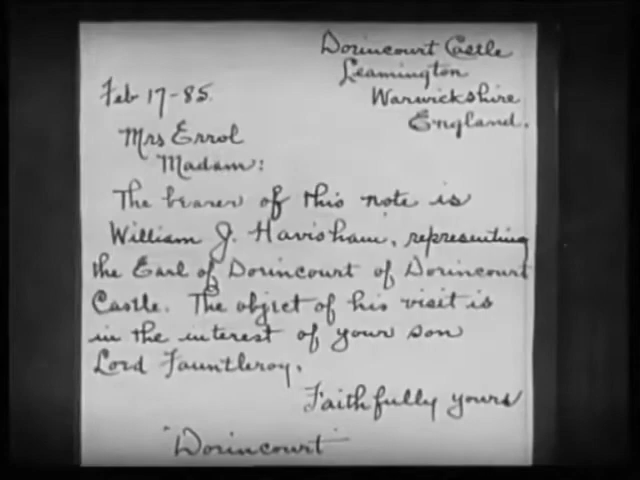 Dorincourt Castle
Leamington
Warwickshire
England.
Feb 17-85.
Mrs Errol
Madam:
The bearer of this note is
William J. Havisham, representing
the Earl of Dorincourt of Dorincourt
Castle. The object of his visit is
in the interest of your son
Lord Fauntleroy.
Faithfully yours
"Dorincourt"